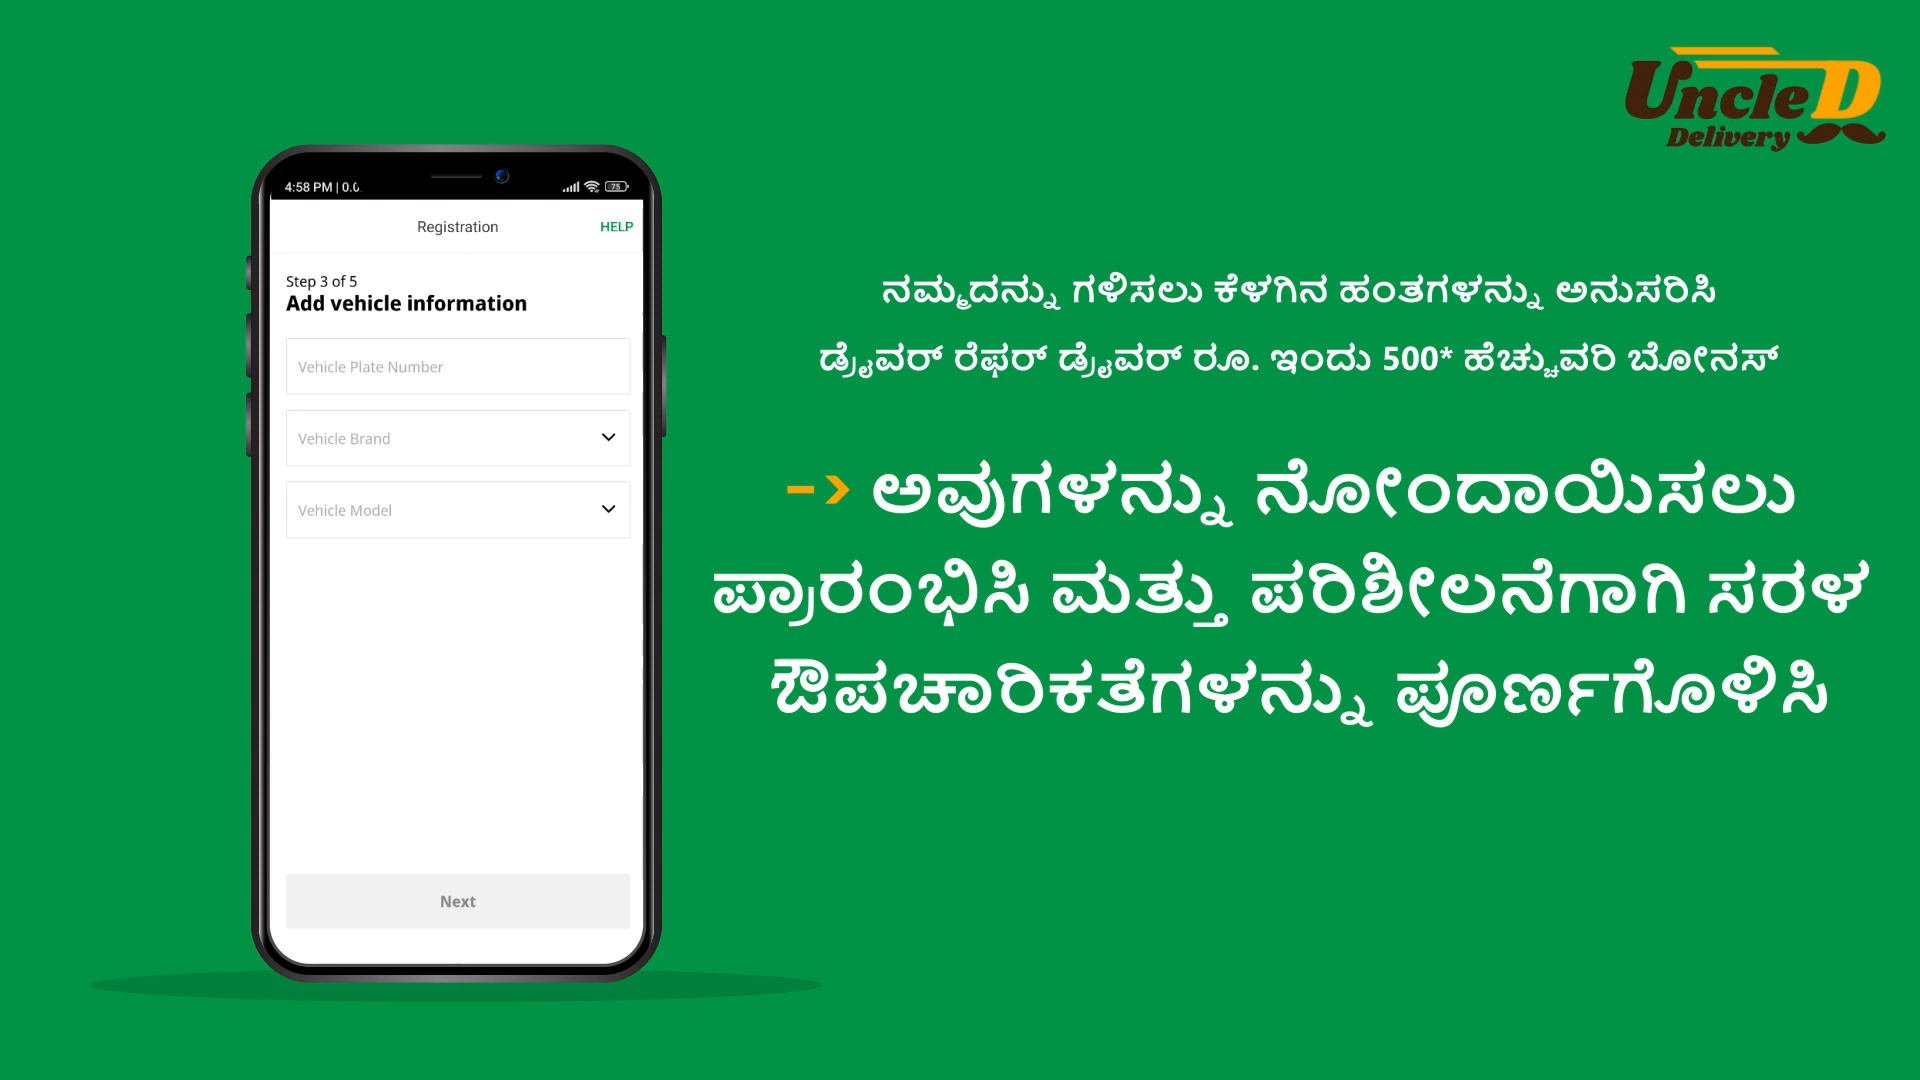 Uncle D
Delivery
4:58 PM | 0.0
75
Registration
HELP
Step 3 of 5
Add vehicle information
Vehicle Plate Number
Vehicle Brand
Vehicle Model
Next
ನಮ್ಮದನ್ನು ಗಳಿಸಲು ಕೆಳಗಿನ ಹಂತಗಳನ್ನು ಅನುಸರಿಸಿ
ಡ್ರೈವರ್ ರೆಫರ್ ಡ್ರೈವರ್ ರೂ. ಇಂದು 500* ಹೆಚ್ಚುವರಿ ಬೋನಸ್
-> ಅವುಗಳನ್ನು ನೋಂದಾಯಿಸಲು
ಪ್ರಾರಂಭಿಸಿ ಮತ್ತು ಪರಿಶೀಲನೆಗಾಗಿ ಸರಳ
ಔಪಚಾರಿಕತೆಗಳನ್ನು ಪೂರ್ಣಗೊಳಿಸಿ